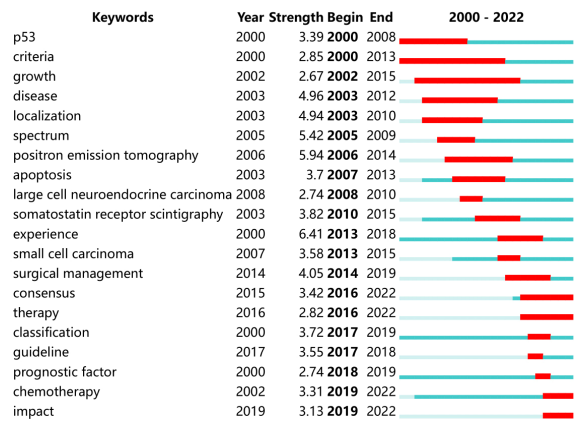 Keywords Year Strength Begin End 2000 - 2022
p53 2000 3.39 2000 2008
criteria 2000 2.85 2000 2013
growth 2002 2.67 2002 2015
disease 2003 4.96 2003 2012
localization 2003 4.94 2003 2010
spectrum 2005 5.42 2005 2009
positron emission tomography 2006 5.94 2006 2014
apoptosis 2003 3.7 2007 2013
large cell neuroendocrine carcinoma 2008 2.74 2008 2010
somatostatin receptor scintigraphy 2003 3.82 2010 2015
experience 2000 6.41 2013 2018
small cell carcinoma 2007 3.58 2013 2015
surgical management 2014 4.05 2014 2019
consensus 2015 3.42 2016 2022
therapy 2016 2.82 2016 2022
classification 2000 3.72 2017 2019
guideline 2017 3.55 2017 2018
prognostic factor 2000 2.74 2018 2019
chemotherapy 2002 3.31 2019 2022
impact 2019 3.13 2019 2022